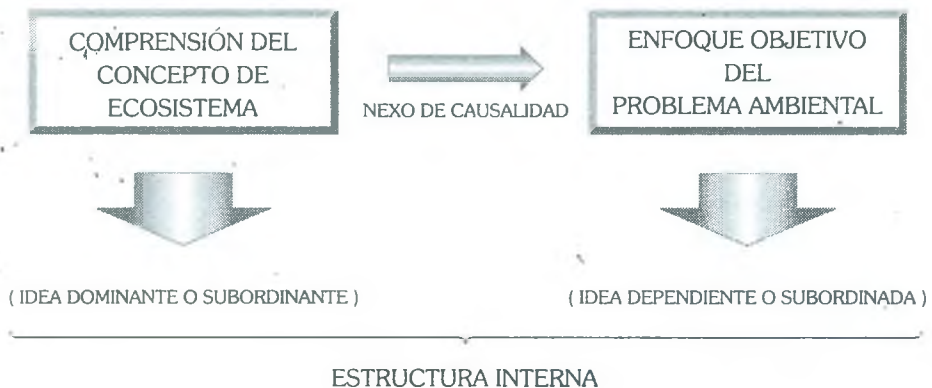 COMPRENSIÓN DEL
CONCEPTO DE
ECOSISTEMA
NEXO DE CAUSALIDAD
ENFOQUE OBJETIVO
DEL
PROBLEMA AMBIENTAL
( IDEA DOMINANTE O SUBORDINANTE )
( IDEA DEPENDIENTE O SUBORDINADA )
ESTRUCTURA INTERNA